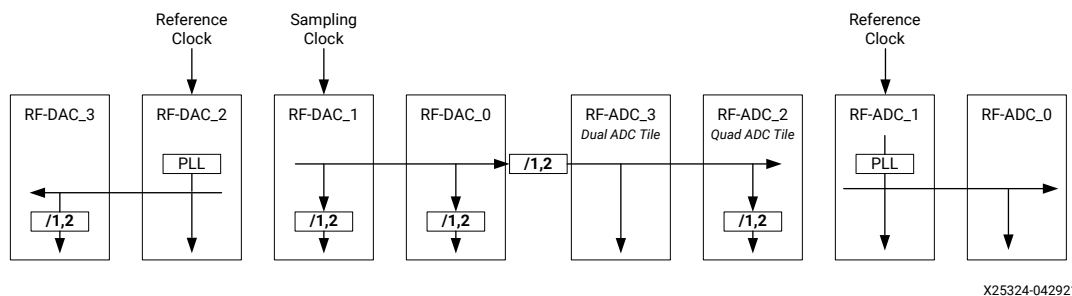 Reference
Clock
Sampling
Clock
Reference
Clock
RF-DAC_3
RF-DAC_2
RF-DAC_1
RF-DAC_0
RF-ADC_3
Dual ADC Tile
RF-ADC_2
Quad ADC Tile
RF-ADC_1
RF-ADC_0
PLL
/1,2
PLL
/1,2
/1,2
/1,2
/1,2
X25324-042921